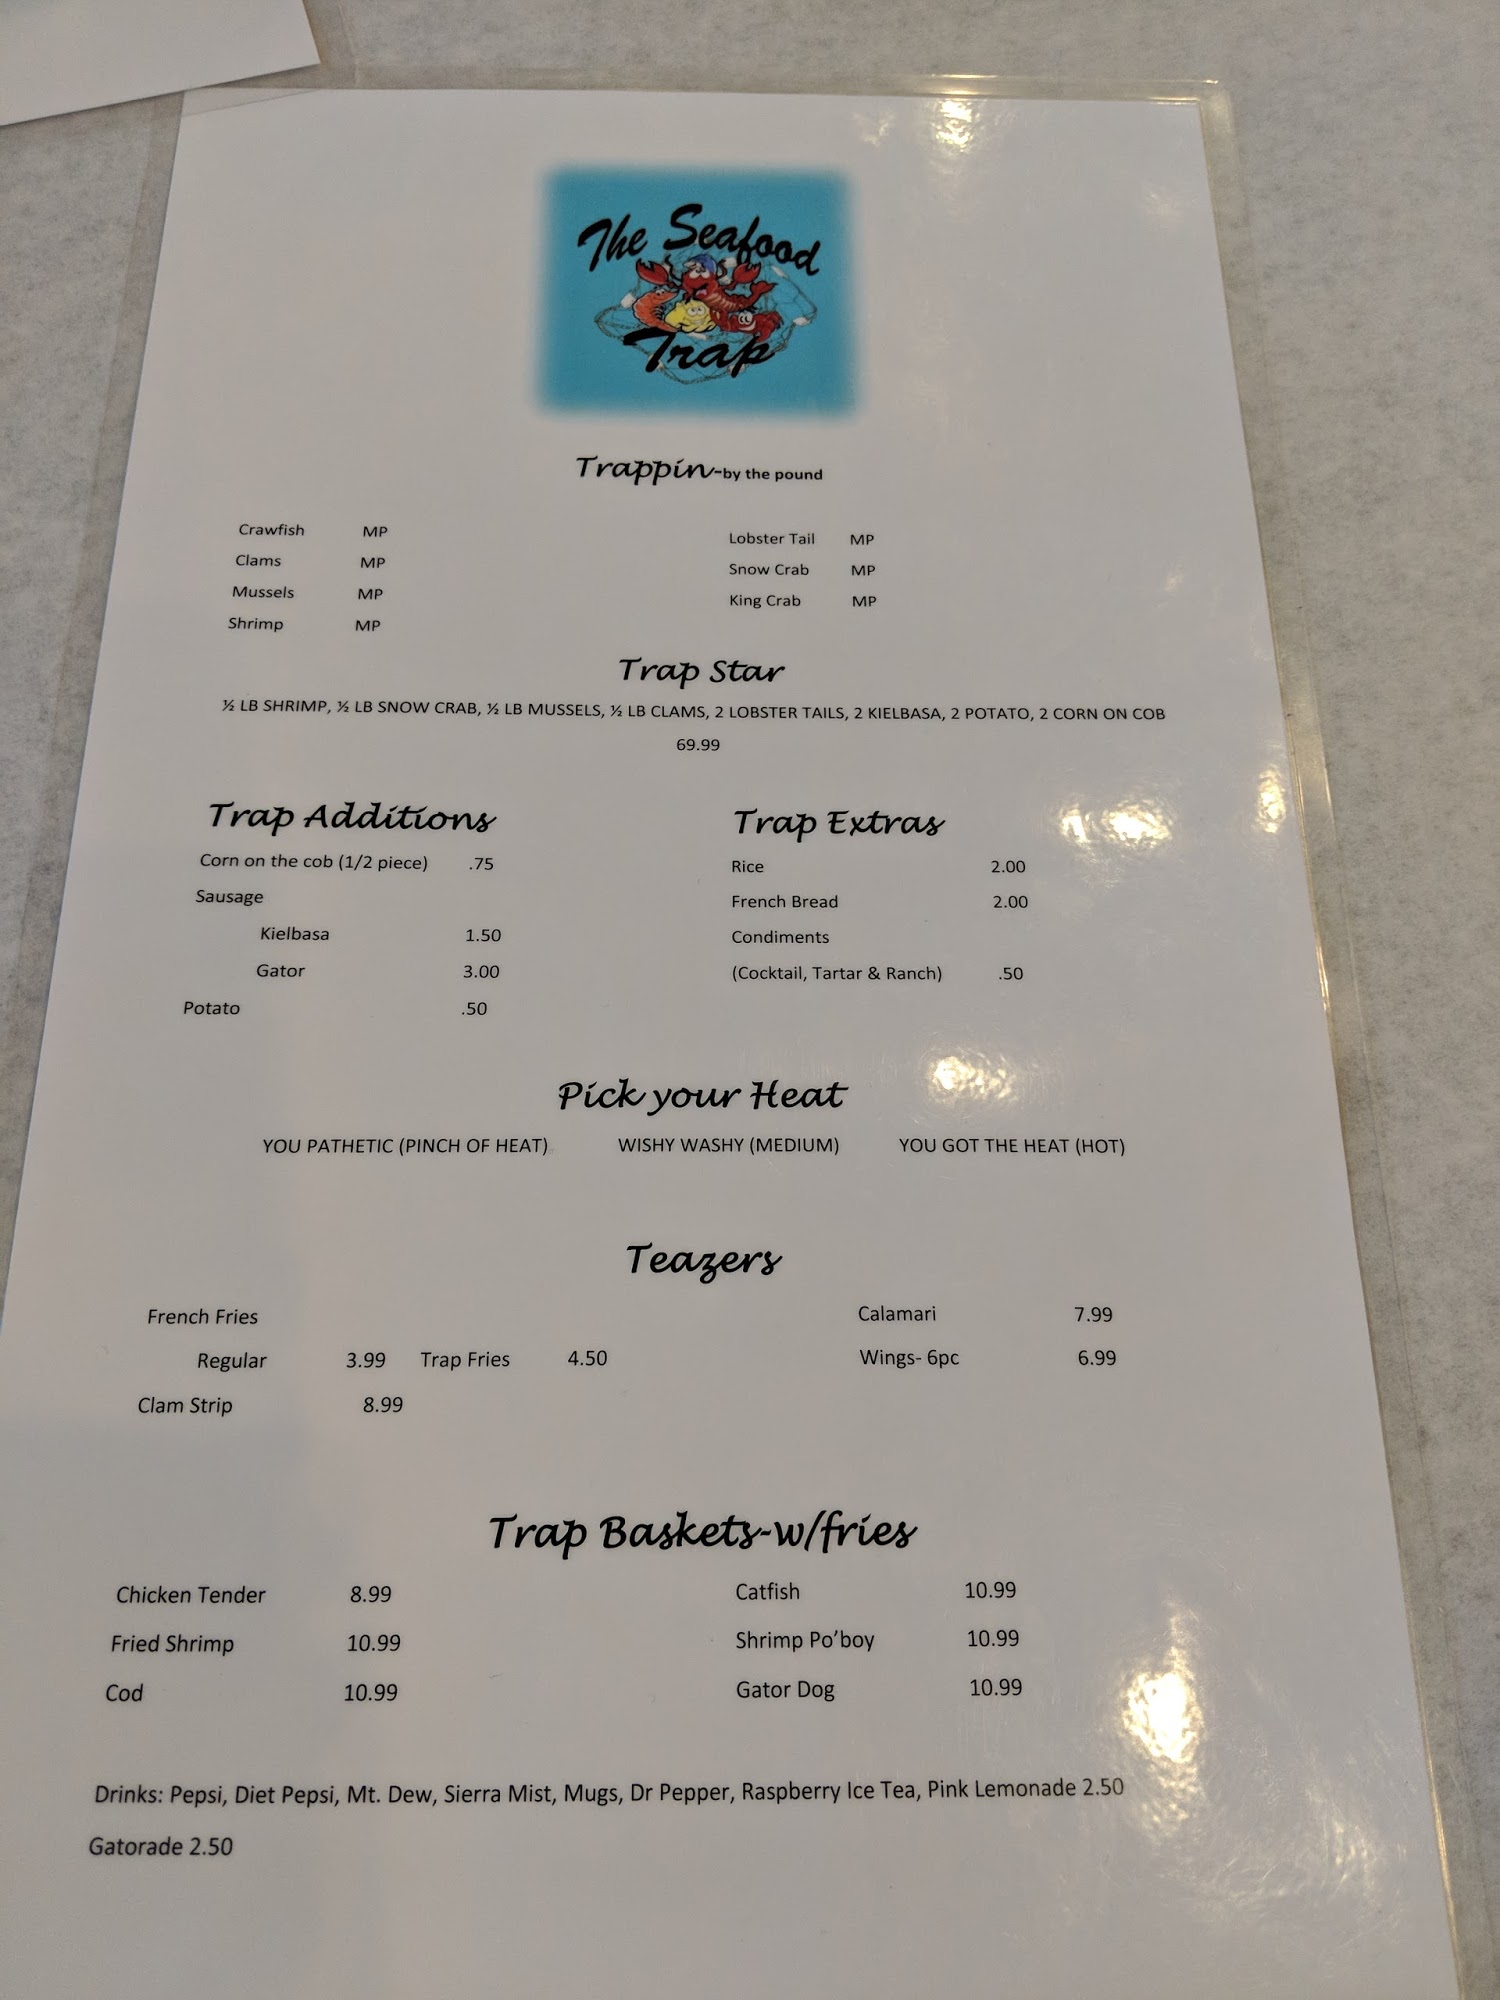 The Seafood
Trap
Trappin-by the pound
Crawfish MP
Clams MP
Mussels MP
Shrimp MP
Lobster Tail MP
Snow Crab MP
King Crab MP
Trap Star
½ LB SHRIMP, ½ LB SNOW CRAB, ½ LB MUSSELS, ½ LB CLAMS, 2 LOBSTER TAILS, 2 KIELBASA, 2 POTATO, 2 CORN ON COB
69.99
Trap Additions
Corn on the cob (1/2 piece) .75
Sausage
Kielbasa 1.50
Gator 3.00
Potato .50
Trap Extras
Rice 2.00
French Bread 2.00
Condiments
(Cocktail, Tartar & Ranch) .50
Pick your Heat
YOU PATHETIC (PINCH OF HEAT) WISHY WASHY (MEDIUM) YOU GOT THE HEAT (HOT)
Teazers
French Fries
Regular 3.99 Trap Fries 4.50
Clam Strip 8.99
Calamari 7.99
Wings- 6pc 6.99
Trap Baskets-w/fries
Chicken Tender 8.99
Fried Shrimp 10.99
Cod 10.99
Catfish 10.99
Shrimp Po'boy 10.99
Gator Dog 10.99
Drinks: Pepsi, Diet Pepsi, Mt. Dew, Sierra Mist, Mugs, Dr Pepper, Raspberry Ice Tea, Pink Lemonade 2.50
Gatorade 2.50